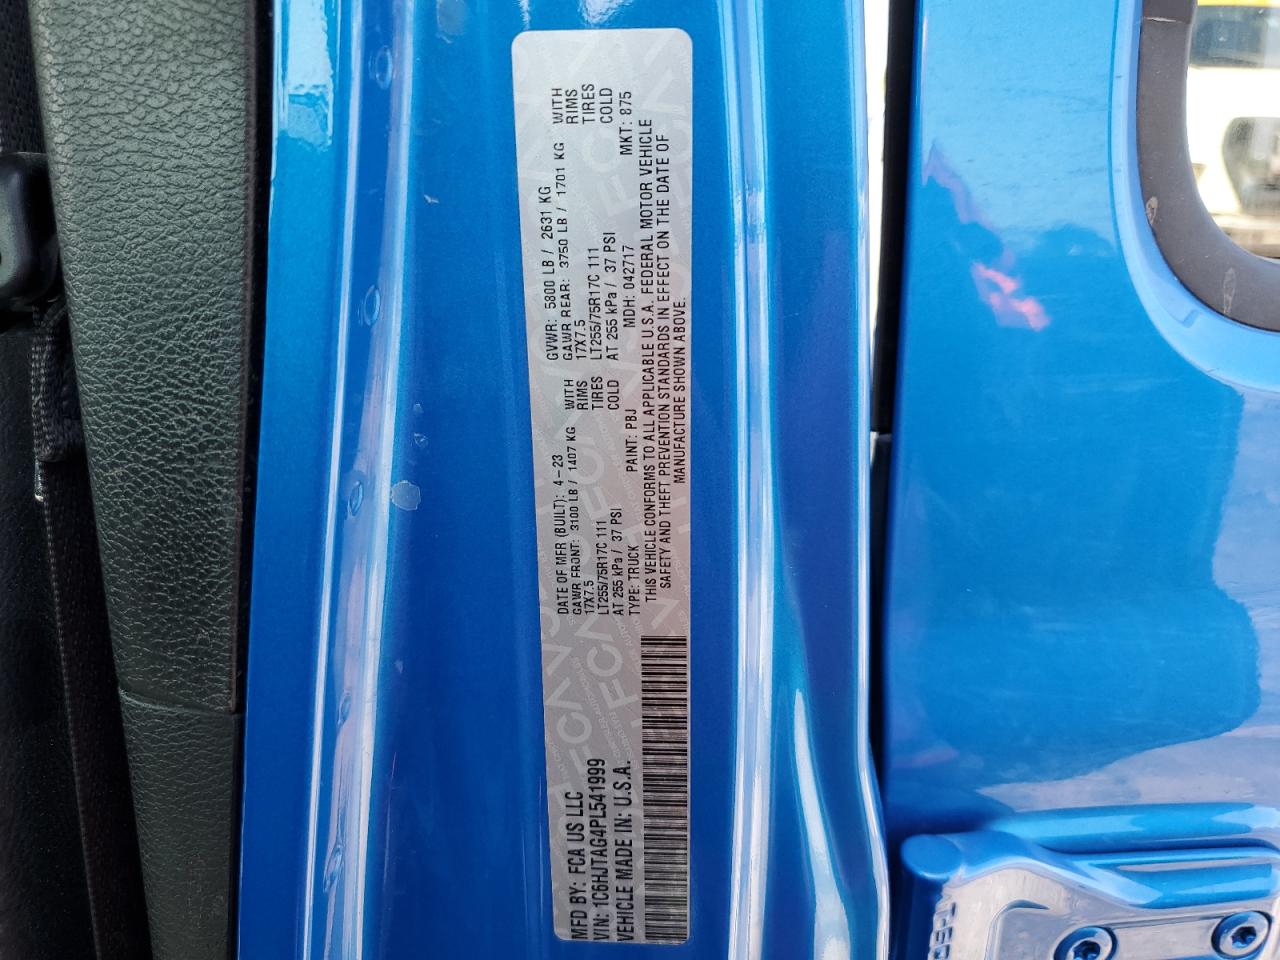 MFD BY: FCA US LLC
DATE OF MFR (BUILT): 4-23 GVWR: 5800 LB / 2631 KG
GAWR FRONT: 3100 LB / 1407 KG WITH GAWR REAR: 3750 LB / 1701 KG WITH
17X7.5 RIMS 17X7.5 RIMS
LT255/75R17C 111 TIRES LT255/75R17C 111 TIRES
AT 255 kPa / 37 PSI COLD AT 255 kPa / 37 PSI COLD
VIN: 1C6HJTAG4PL541999
TYPE: TRUCK PAINT: PBJ MDH: 042717 MKT: 875
VEHICLE MADE IN: U.S.A.
THIS VEHICLE CONFORMS TO ALL APPLICABLE U.S.A. FEDERAL MOTOR VEHICLE
SAFETY AND THEFT PREVENTION STANDARDS IN EFFECT ON THE DATE OF
MANUFACTURE SHOWN ABOVE.
FCA